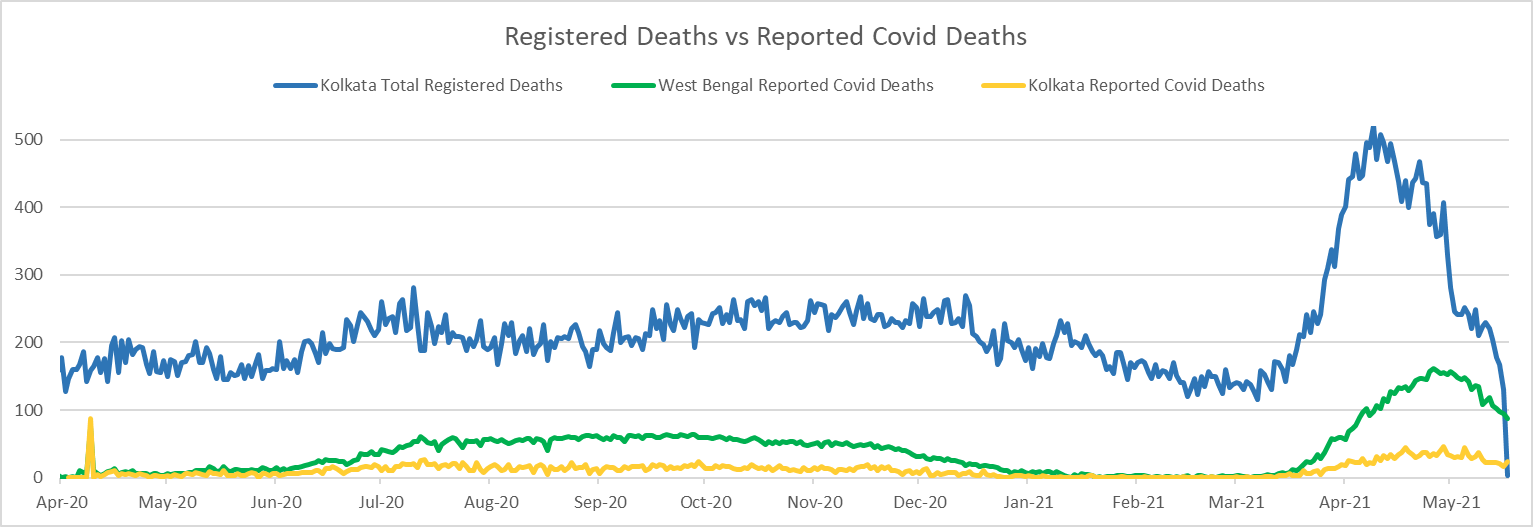 Registered Deaths vs Reported Covid Deaths
Kolkata Total Registered Deaths West Bengal Reported Covid Deaths Kolkata Reported Covid Deaths
500
400
300
200
100
0
Apr-20 May-20 Jun-20 Jul-20 Aug-20 Sep-20 Oct-20 Nov-20 Dec-20 Jan-21 Feb-21 Mar-21 Apr-21 May-21